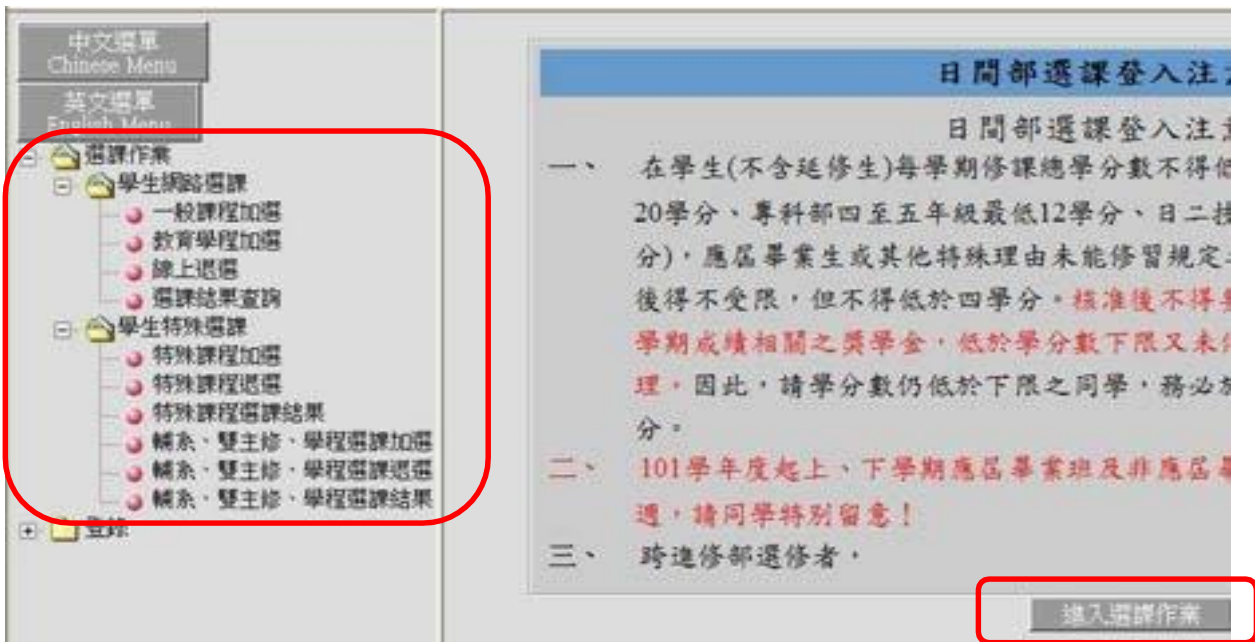 中文選單
Chinese Menu
英文選單
English Menu
選課作業
學生網路選課
一般課程加選
教育學程加選
線上退選
選課結果查詢
學生特殊選課
特殊課程加選
特殊課程退選
特殊課程選課結果
輔系、雙主修、學程選課加選
輔系、雙主修、學程選課退選
輔系、雙主修、學程選課結果
登錄
日間部選課登入注
日間部選課登入注
一、 在學生(不含延修生)每學期修課總學分數不得低
20學分、專科部四至五年級最低12學分、日二技
分)，應屆畢業生或其他特殊理由未能修習規定
後得不受限，但不得低於四學分。核准後不得
學期成績相關之獎學金，低於學分數下限又未
理。因此，請學分數仍低於下限之同學，務必於
分。
二、 101學年度起上、下學期應屆畢業班及非應屆畢
週，請同學特別留意！
三、 跨進修部選修者，
進入選課作業